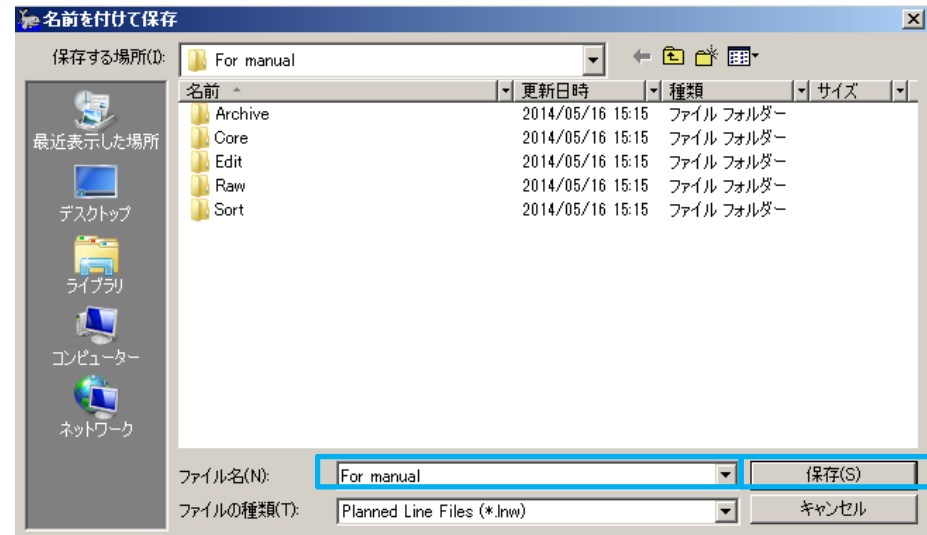 名前を付けて保存
保存する場所(I):
For manual
名前 更新日時 種類 サイズ
Archive 2014/05/16 15:15 ファイル フォルダー
Core 2014/05/16 15:15 ファイル フォルダー
Edit 2014/05/16 15:15 ファイル フォルダー
Raw 2014/05/16 15:15 ファイル フォルダー
Sort 2014/05/16 15:15 ファイル フォルダー
最近表示した場所
デスクトップ
ライブラリ
コンピューター
ネットワーク
ファイル名(N): For manual 保存(S)
ファイルの種類(T): Planned Line Files (*.lnw) キャンセル